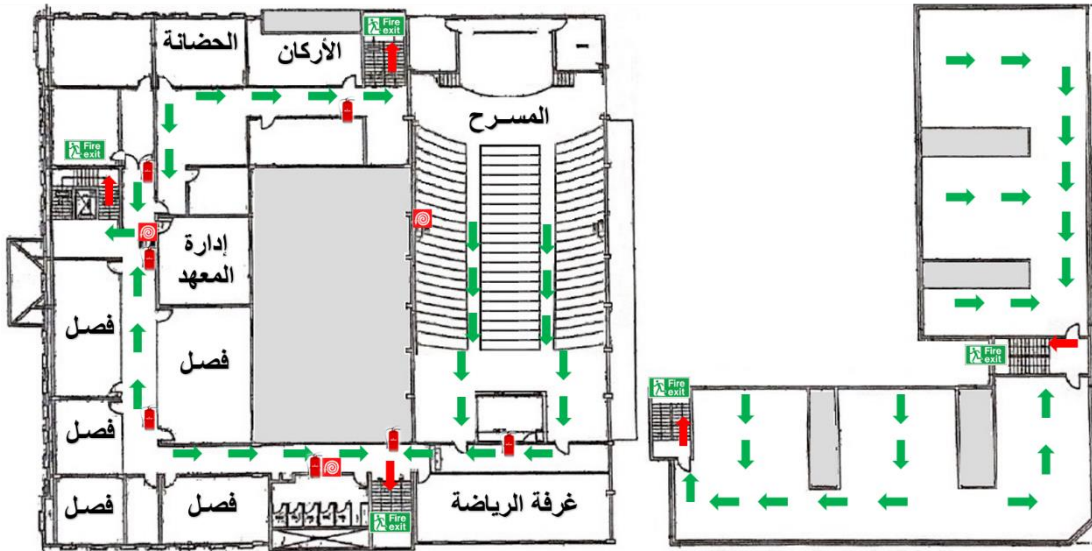 Fire
exit
الحضانة
الأركان
المســرح
Fire
exit
إدارة
المعهد
فصل
فصل
فصل
فصل
فصل
غرفة الرياضة
Fire
exit
Fire
exit
Fire
exit